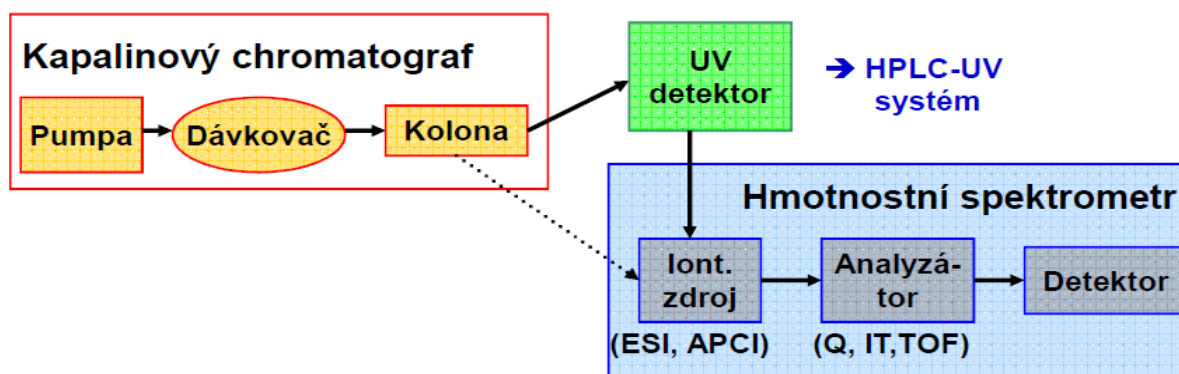 Kapalinový chromatograf
Pumpa
Dávkovač
Kolona
UV
detektor
➔ HPLC-UV
systém
Hmotnostní spektrometr
Iont.
zdroj
Analyzá-
tor
Detektor
(ESI, APCI)
(Q, IT,TOF)